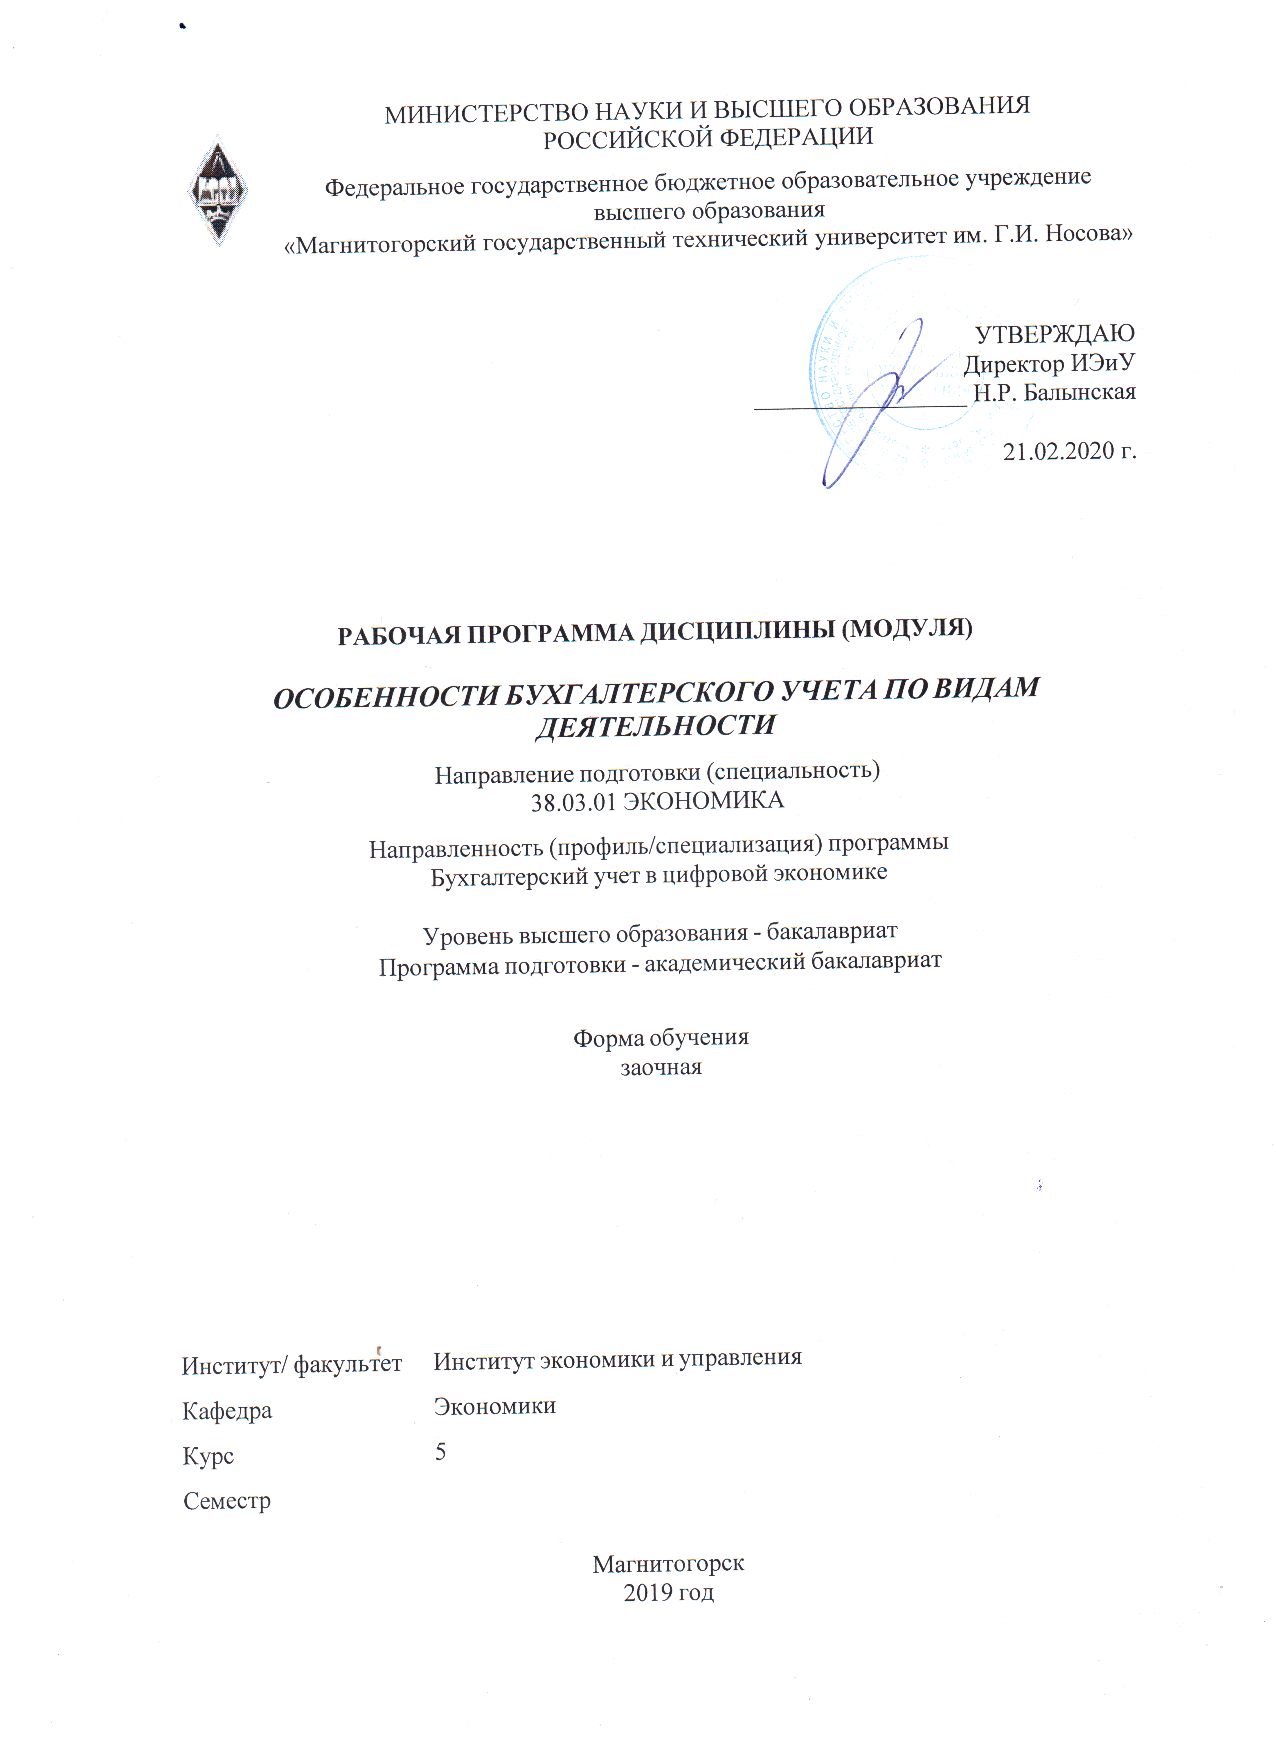 МИНИСТЕРСТВО НАУКИ И ВЫСШЕГО ОБРАЗОВАНИЯ
РОССИЙСКОЙ ФЕДЕРАЦИИ
Федеральное государственное бюджетное образовательное учреждение
высшего образования
«Магнитогорский государственный технический университет им. Г.И. Носова»
МГТУ
УТВЕРЖДАЮ
Директор ИЭиУ
Н.Р. Балынская
21.02.2020 г.
РАБОЧАЯ ПРОГРАММА ДИСЦИПЛИНЫ (МОДУЛЯ)
ОСОБЕННОСТИ БУХГАЛТЕРСКОГО УЧЕТА ПО ВИДАМ
ДЕЯТЕЛЬНОСТИ
Направление подготовки (специальность)
38.03.01 ЭКОНОМИКА
Направленность (профиль/специализация) программы
Бухгалтерский учет в цифровой экономике
Уровень высшего образования - бакалавриат
Программа подготовки - академический бакалавриат
Форма обучения
заочная
Институт/ факультет Институт экономики и управления
Кафедра Экономики
Курс 5
Семестр
Магнитогорск
2019 год